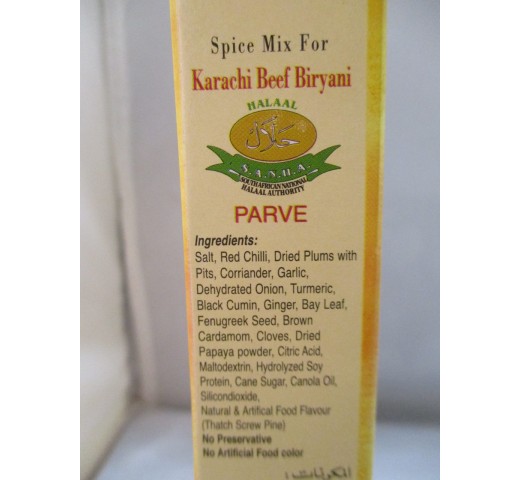 Spice Mix For
Karachi Beef Biryani
HALAAL
حلال
S.A.N.H.A.
SOUTH AFRICAN NATIONAL
HALAAL AUTHORITY
PARVE
Ingredients:
Salt, Red Chilli, Dried Plums with
Pits, Corriander, Garlic,
Dehydrated Onion, Turmeric,
Black Cumin, Ginger, Bay Leaf,
Fenugreek Seed, Brown
Cardamom, Cloves, Dried
Papaya powder, Citric Acid,
Maltodextrin, Hydrolyzed Soy
Protein, Cane Sugar, Canola Oil,
Silicondioxide,
Natural & Artifical Food Flavour
(Thatch Screw Pine)
No Preservative
No Artificial Food color
المكونات: